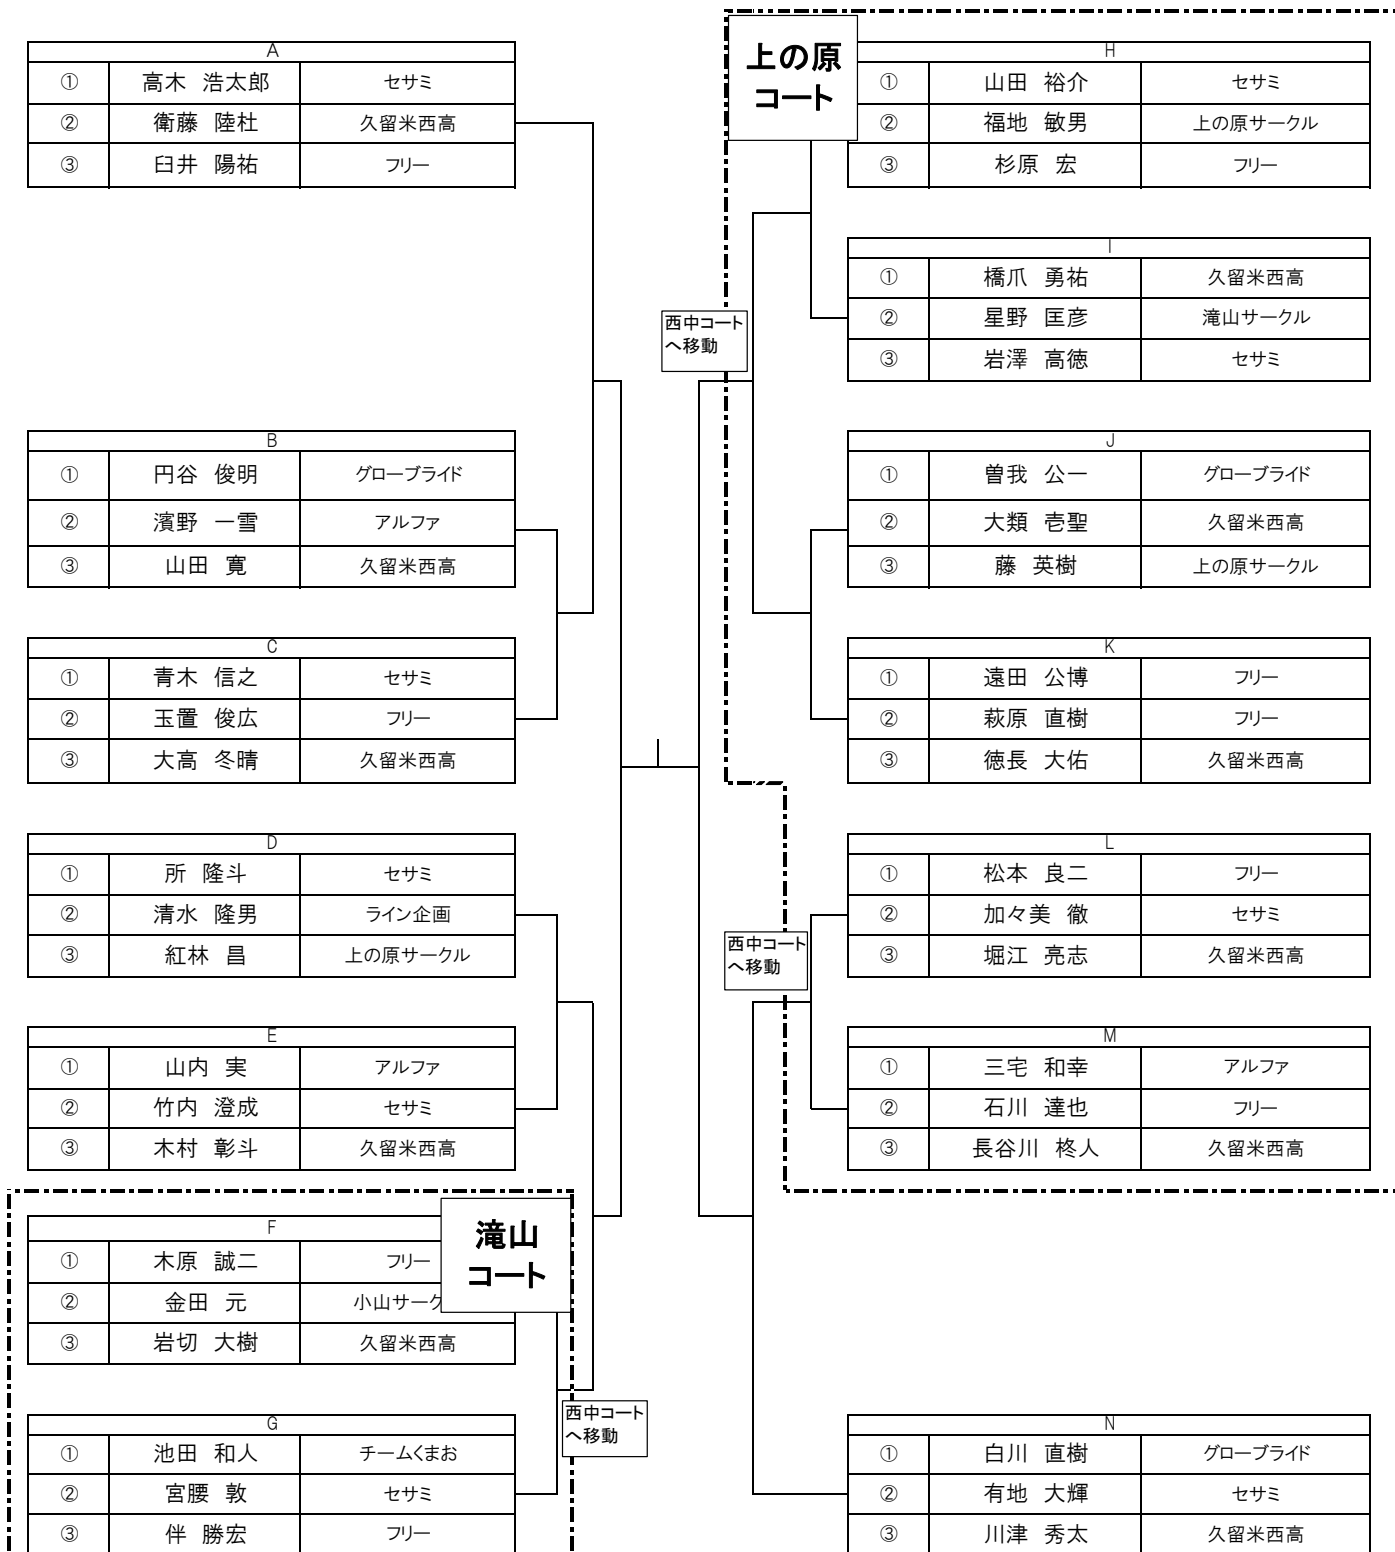 A
① 高木 浩太郎 セサミ
② 衛藤 陸杜 久留米西高
③ 臼井 陽祐 フリー
B
① 円谷 俊明 グローブライド
② 濱野 一雪 アルファ
③ 山田 寛 久留米西高
C
① 青木 信之 セサミ
② 玉置 俊広 フリー
③ 大高 冬晴 久留米西高
D
① 所 隆斗 セサミ
② 清水 隆男 ライン企画
③ 紅林 昌 上の原サークル
E
① 山内 実 アルファ
② 竹内 澄成 セサミ
③ 木村 彰斗 久留米西高
滝山
コート
F
① 木原 誠二 フリー
② 金田 元 小山サーク
③ 岩切 大樹 久留米西高
西中コート
へ移動
G
① 池田 和人 チームくまお
② 宮腰 敦 セサミ
③ 伴 勝宏 フリー
上の原
コート
H
① 山田 裕介 セサミ
② 福地 敏男 上の原サークル
③ 杉原 宏 フリー
I
① 橋爪 勇祐 久留米西高
② 星野 匡彦 滝山サークル
③ 岩澤 高徳 セサミ
西中コート
へ移動
J
① 曽我 公一 グローブライド
② 大類 壱聖 久留米西高
③ 藤 英樹 上の原サークル
K
① 遠田 公博 フリー
② 萩原 直樹 フリー
③ 徳長 大佑 久留米西高
L
① 松本 良二 フリー
② 加々美 徹 セサミ
③ 堀江 亮志 久留米西高
西中コート
へ移動
M
① 三宅 和幸 アルファ
② 石川 達也 フリー
③ 長谷川 柊人 久留米西高
N
① 白川 直樹 グローブライド
② 有地 大輝 セサミ
③ 川津 秀太 久留米西高